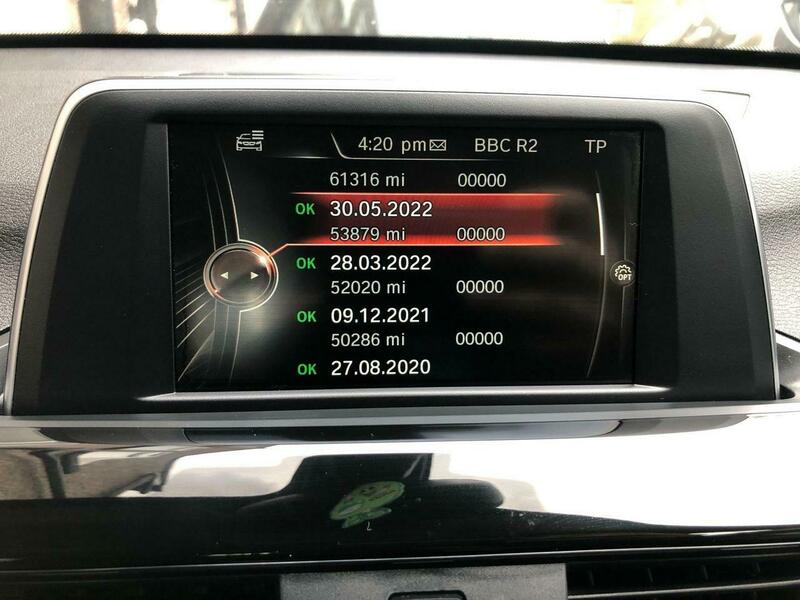 4:20 pm BBC R2 TP
61316 mi 00000
OK 30.05.2022
53879 mi 00000
OK 28.03.2022
52020 mi 00000
OK 09.12.2021
50286 mi 00000
OK 27.08.2020
OPT